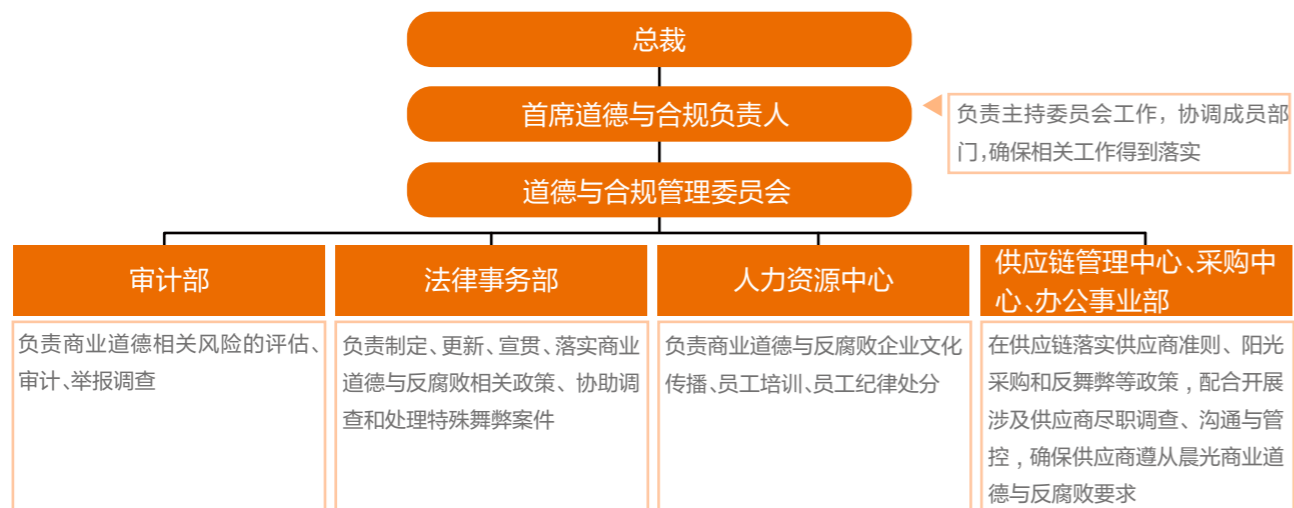 总裁
首席道德与合规负责人
负责主持委员会工作，协调成员部
门,确保相关工作得到落实
道德与合规管理委员会
审计部
负责商业道德相关风险的评估、
审计、举报调查
法律事务部
负责制定、更新、宣贯、落实商业
道德与反腐败相关政策、协助调
查和处理特殊舞弊案件
人力资源中心
负责商业道德与反腐败企业文化
传播、员工培训、员工纪律处分
供应链管理中心、采购中
心、办公事业部
在供应链落实供应商准则、阳光
采购和反舞弊等政策，配合开展
涉及供应商尽职调查、沟通与管
控，确保供应商遵从晨光商业道
德与反腐败要求